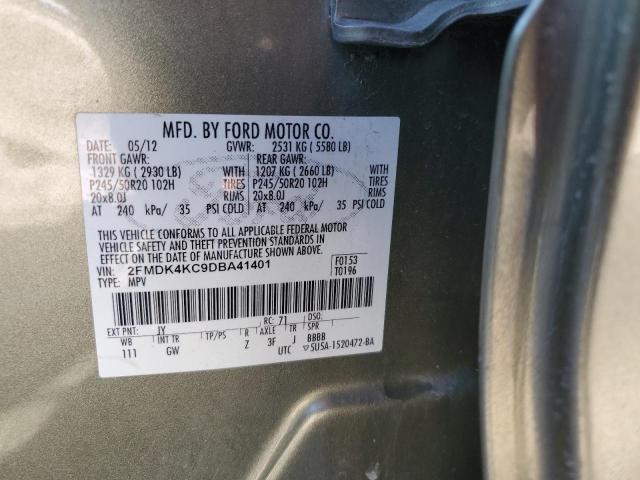 MFD. BY FORD MOTOR CO.
DATE: 05/12 GVWR: 2531 KG ( 5580 LB)
FRONT GAWR: REAR GAWR:
1329 KG ( 2930 LB) WITH 1207 KG ( 2660 LB) WITH
P245/50R20 102H TIRES P245/50R20 102H TIRES
20x8.0J RIMS 20x8.0J RIMS
AT 240 kPa/ 35 PSI COLD AT 240 kPa/ 35 PSI COLD
THIS VEHICLE CONFORMS TO ALL APPLICABLE FEDERAL MOTOR
VEHICLE SAFETY AND THEFT PREVENTION STANDARDS IN
EFFECT ON THE DATE OF MANUFACTURE SHOWN ABOVE.
VIN: 2FMDK4KC9DBA41401 F0153
TYPE: MPV T0196
EXT PNT: JY RC: 71 DSO:
WB INT TR TP/PS R AXLE TR SPR
111 GW Z 3F J BBBB
UTC ▽5U5A-1520472-BA